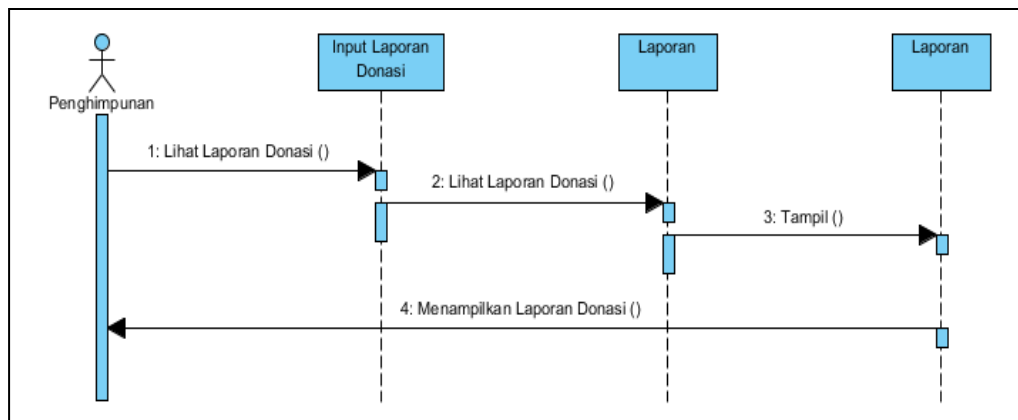 Input Laporan
Donasi
Laporan
Laporan
Penghimpunan
1: Lihat Laporan Donasi ()
2: Lihat Laporan Donasi ()
3: Tampil ()
4: Menampilkan Laporan Donasi ()